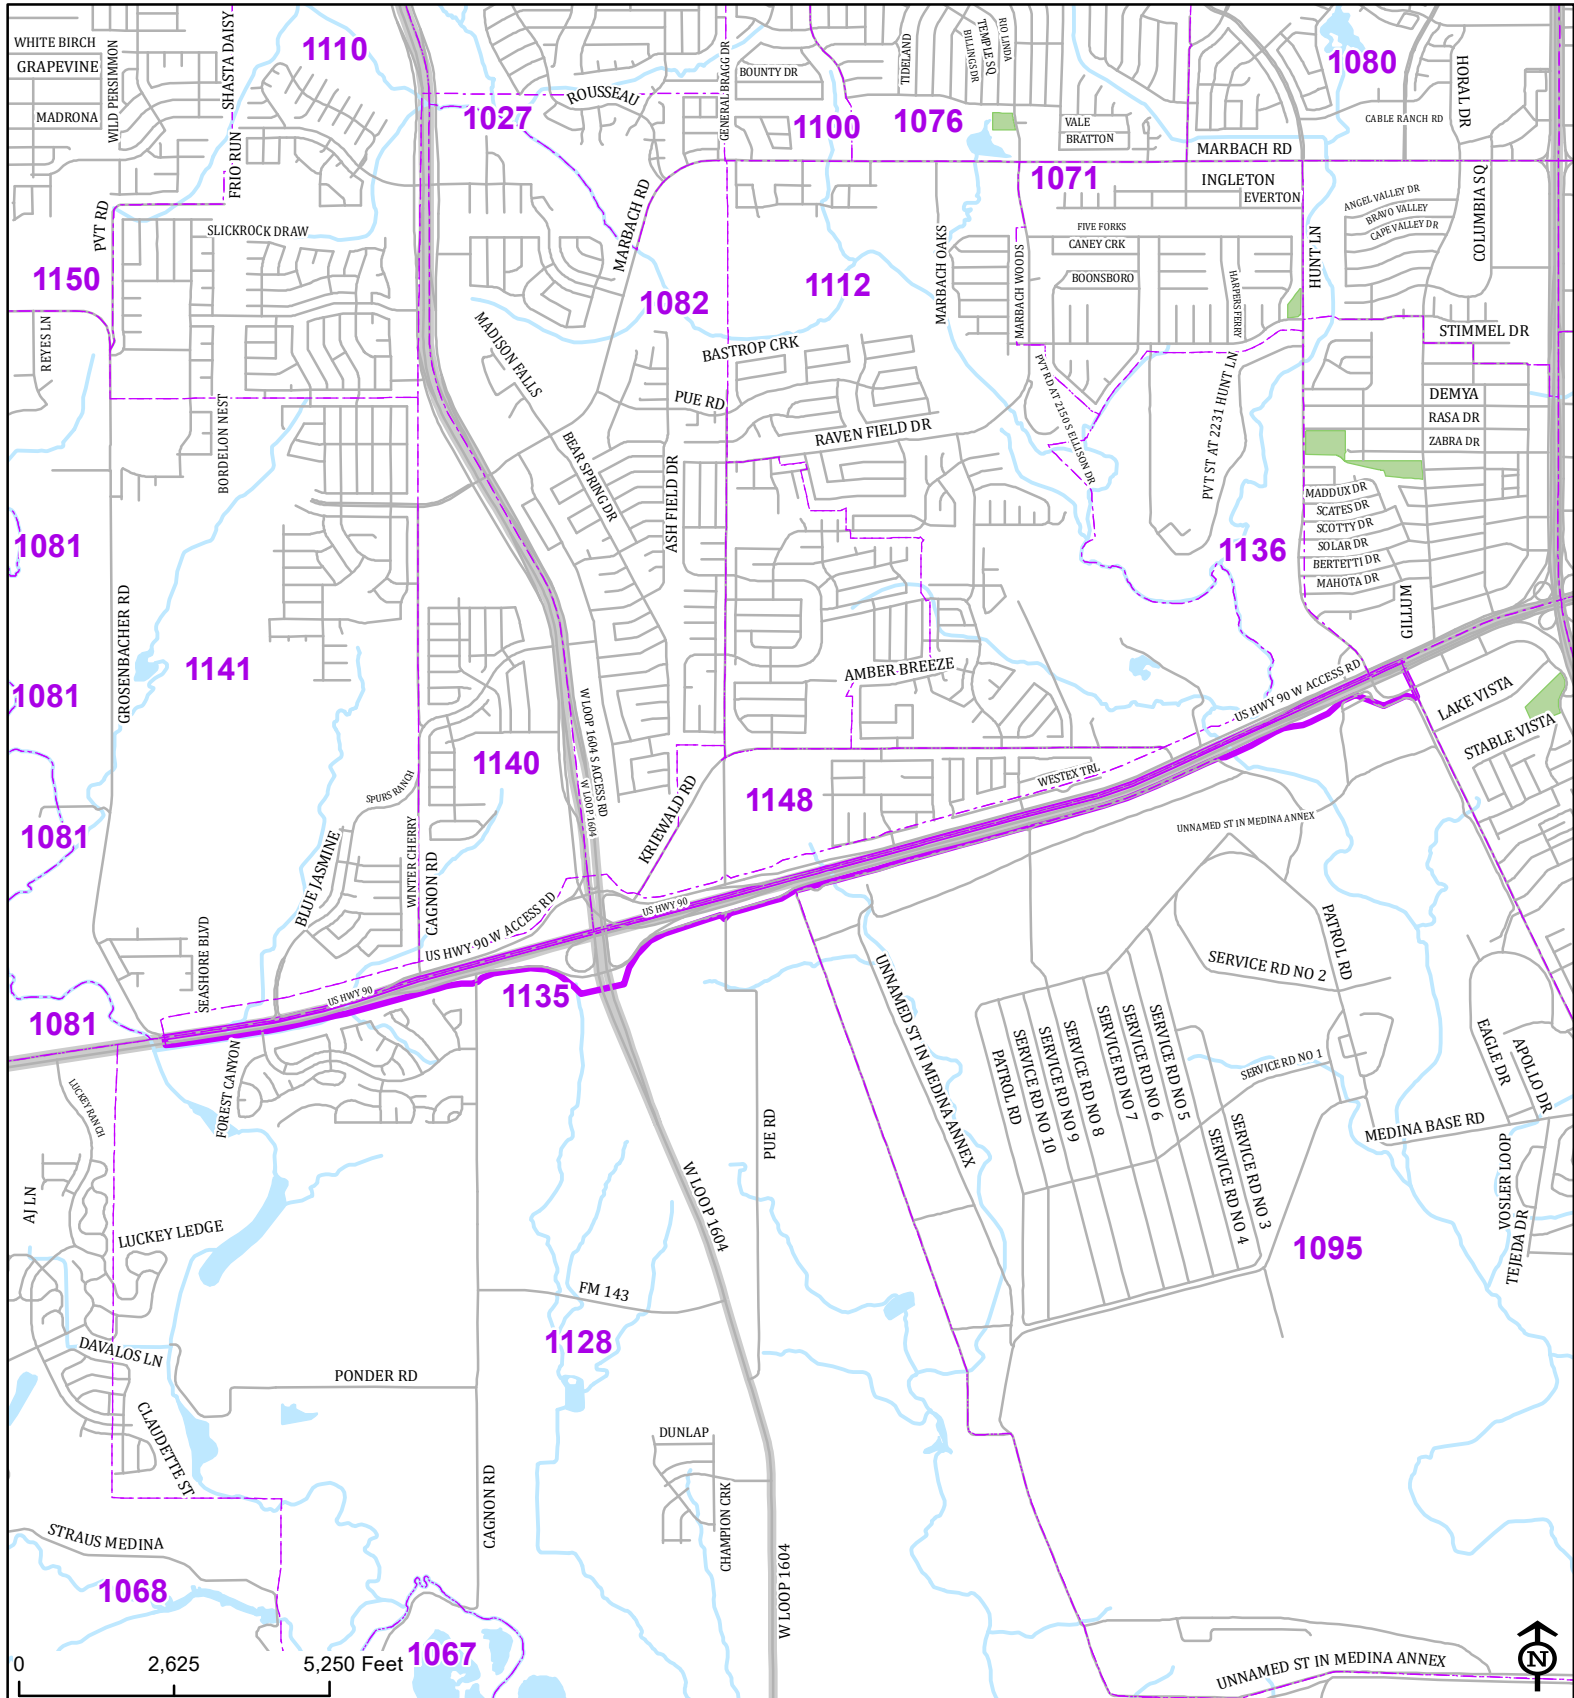 WHITE BIRCH
GRAPEVINE
MADRONA
WILD PERSIMMON
SHASTA DAISY
FRIO RUN
1110
1027
ROUSSEAU
GENERAL BRAGG DR
BOUNTY DR
1100
1076
TIDELAND
BILLINGS DR
TEMPLE SQ
RIO LINDA
VALE
BRATTON
1080
CABLE RANCH RD
HORAL DR
MARBACH RD
1071
INGLETON
EVERTON
ANGEL VALLEY DR
BRAVO VALLEY
CAPE VALLEY DR
COLUMBIA SQ
PVT RD
SLICKROCK DRAW
MARBACH RD
FIVE FORKS
CANEY CRK
BOONSBORO
HARPERS FERRY
HUNT LN
1150
REYES LN
1082
1112
MARBACH OAKS
MARBACH WOODS
MADISON FALLS
BASTROP CRK
STIMMEL DR
PUE RD
RAVEN FIELD DR
PVT RD AT 2150 S ELLISON DR
PVT ST AT 2231 HUNT LN
DEMYA
RASA DR
ZABRA DR
BORDELON NEST
BEAR SPRING DR
ASH FIELD DR
MADDUX DR
SCATES DR
SCOTTY DR
SOLAR DR
BERTETTI DR
MAHOTA DR
1081
1136
GILLUM
GROSENBACHER RD
1141
1081
AMBER BREEZE
US HWY 90 W ACCESS RD
LAKE VISTA
STABLE VISTA
W LOOP 1604 S ACCESS RD
W LOOP 1604
1140
SPURS RANCH
KRIEWALD RD
1148
WESTEX TRL
UNNAMED ST IN MEDINA ANNEX
1081
BLUE JASMINE
WINTER CHERRY
CAGNON RD
US HWY 90 W ACCESS RD
US HWY 90
SEASHORE BLVD
US HWY 90
1135
1081
UNNAMED ST IN MEDINA ANNEX
SERVICE RD NO 2
PATROL RD
FOREST CANYON
LUCKEY RANCH
PATROL RD
SERVICE RD NO 10
SERVICE RD NO 9
SERVICE RD NO 8
SERVICE RD NO 7
SERVICE RD NO 6
SERVICE RD NO 5
SERVICE RD NO 4
SERVICE RD NO 3
SERVICE RD NO 1
EAGLE DR
APOLLO DR
MEDINA BASE RD
PUE RD
W LOOP 1604
AJ LN
LUCKEY LEDGE
VOSLER LOOP
TEJEDA DR
1095
FM 143
1128
DAVALOS LN
PONDER RD
CLAUDETTE ST
DUNLAP
CHAMPION CRK
CAGNON RD
STRAUS MEDINA
1068
W LOOP 1604
1067
UNNAMED ST IN MEDINA ANNEX
0
2,625
5,250 Feet
N